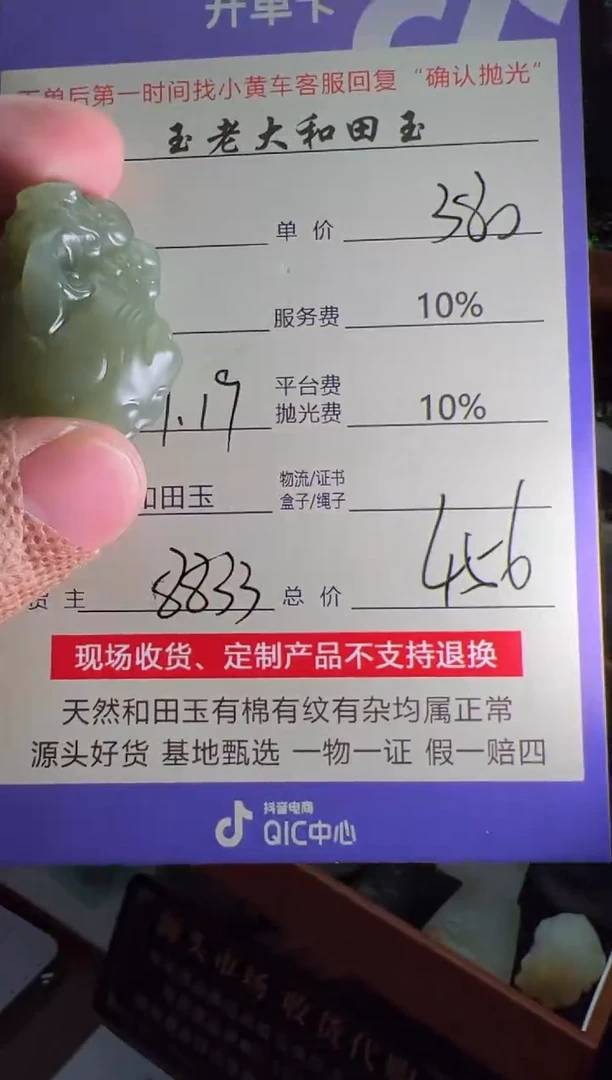 开单卡
下单后第一时间找小黄车客服回复“确认抛光”
玉老大和田玉
单价 380
服务费 10%
1.19 平台费 抛光费 10%
和田玉 物流/证书 盒子/绳子
货主 8833 总价 456
现场收货、定制产品不支持退换
天然和田玉有棉有纹有杂均属正常
源头好货 基地甄选 一物一证 假一赔四
抖音电商
QIC中心